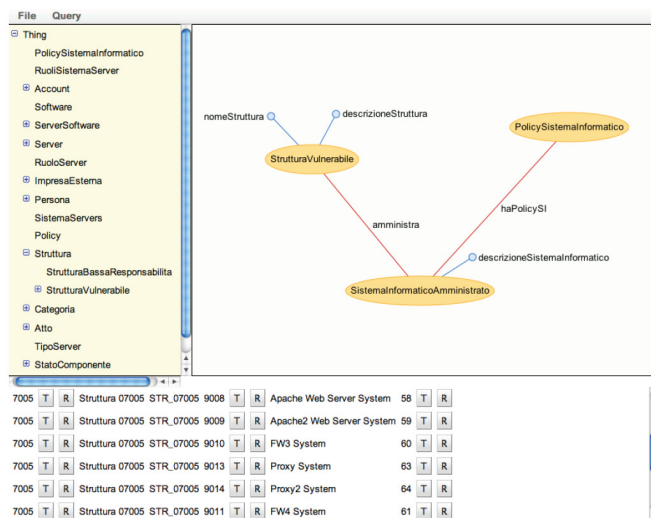 File Query
Thing
PolicySistemaInformatico
RuoliSistemaServer
Account
Software
ServerSoftware
Server
RuoloServer
ImpresaEsterna
Persona
SistemaServers
Policy
Struttura
StrutturaBassaResponsabilita
StrutturaVulnerabile
Categoria
Atto
TipoServer
StatoComponente
nomeStruttura
descrizioneStruttura
PolicySistemaInformatico
StrutturaVulnerabile
haPolicySI
amministra
descrizioneSistemaInformatico
SistemaInformaticoAmministrato
7005 T R Struttura 07005 STR_07005 9008 T R Apache Web Server System 58 T R
7005 T R Struttura 07005 STR_07005 9009 T R Apache2 Web Server System 59 T R
7005 T R Struttura 07005 STR_07005 9010 T R FW3 System 60 T R
7005 T R Struttura 07005 STR_07005 9013 T R Proxy System 63 T R
7005 T R Struttura 07005 STR_07005 9014 T R Proxy2 System 64 T R
7005 T R Struttura 07005 STR_07005 9011 T R FW4 System 61 T R